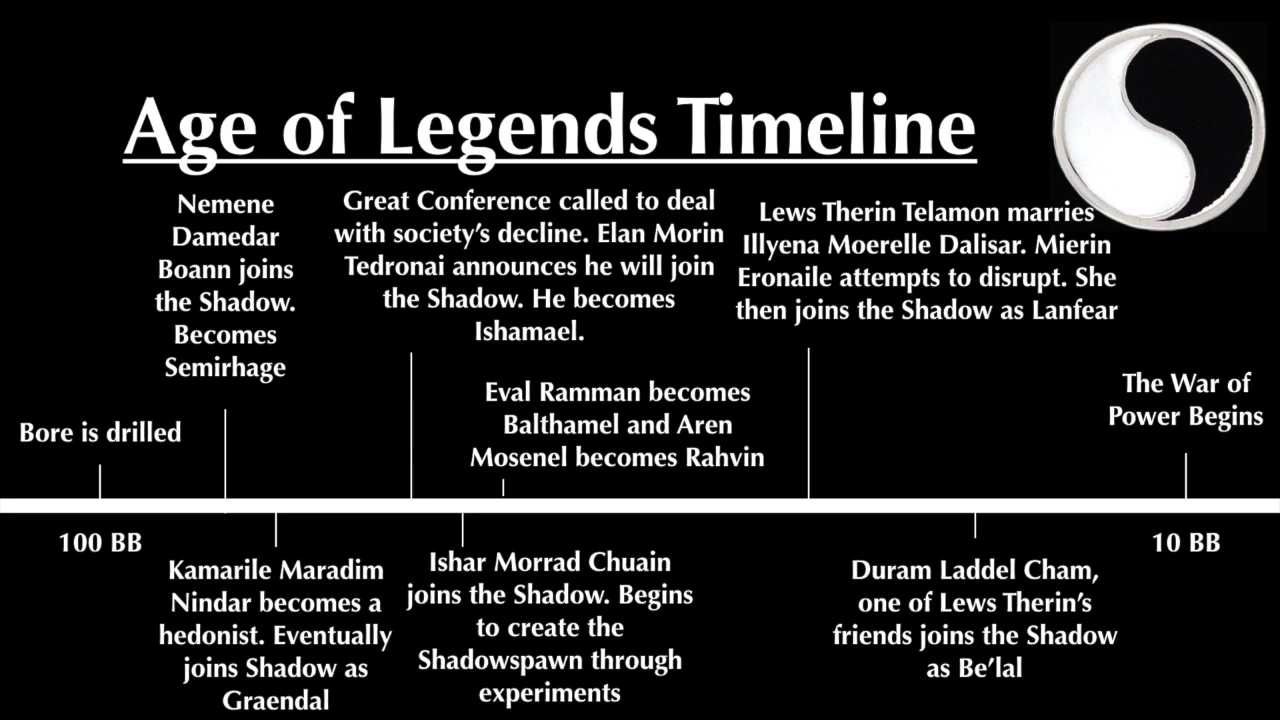 Age of Legends Timeline
Nemene
Damedar
Boann joins
the Shadow.
Becomes
Semirhage
Great Conference called to deal
with society’s decline. Elan Morin
Tedronai announces he will join
the Shadow. He becomes
Ishamael.
Lews Therin Telamon marries
Illyena Moerelle Dalisar. Mierin
Eronaile attempts to disrupt. She
then joins the Shadow as Lanfear
Eval Ramman becomes
Balthamel and Aren
Mosenel becomes Rahvin
The War of
Power Begins
Bore is drilled
100 BB
10 BB
Kamarile Maradim
Nindar becomes a
hedonist. Eventually
joins Shadow as
Graendal
Ishar Morrad Chuain
joins the Shadow. Begins
to create the
Shadowspawn through
experiments
Duram Laddel Cham,
one of Lews Therin’s
friends joins the Shadow
as Be’lal